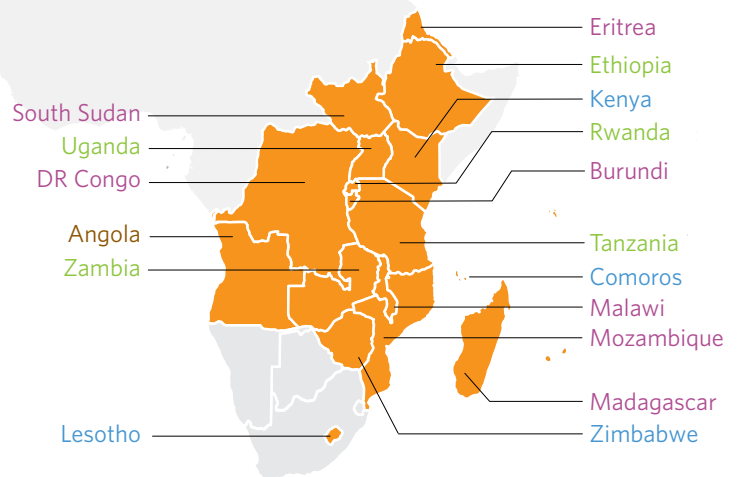 South Sudan
Uganda
DR Congo
Angola
Zambia
Lesotho
Eritrea
Ethiopia
Kenya
Rwanda
Burundi
Tanzania
Comoros
Malawi
Mozambique
Madagascar
Zimbabwe